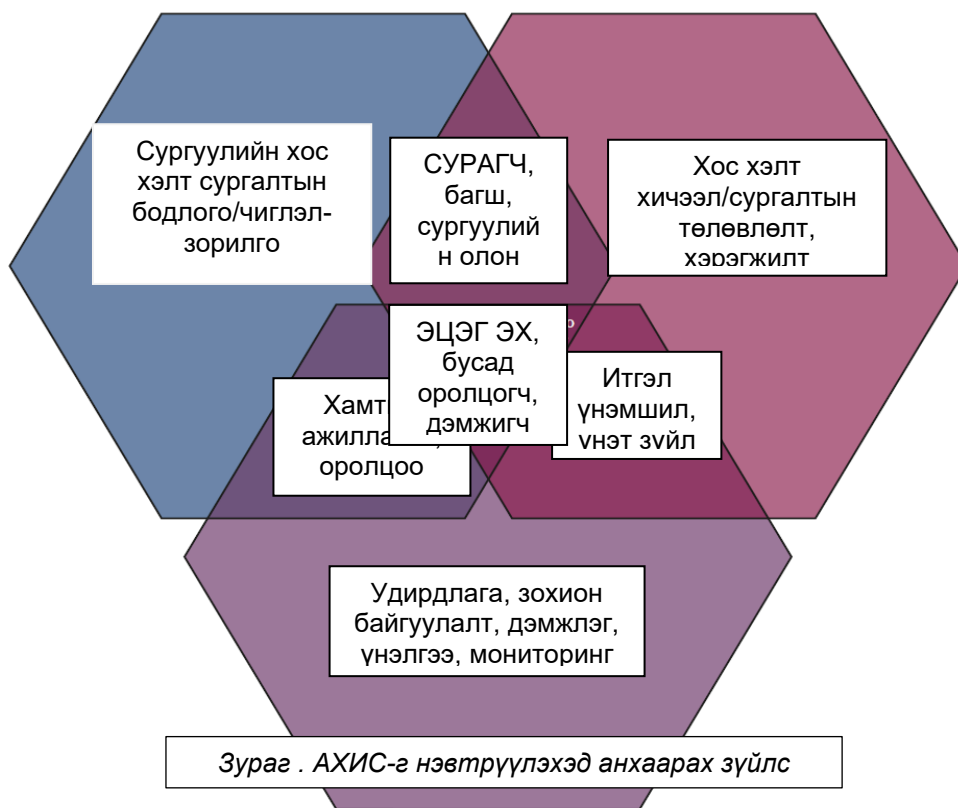 Сургуулийн хос
хэлт сургалтын
бодлого/чиглэл-
зорилго
СУРАГЧ,
багш,
сургуулий
н олон
Хос хэлт
хичээл/сургалтын
төлөвлөлт,
хэрэгжилт
ЭЦЭГ ЭХ,
бусад
оролцогч,
дэмжигч
оролцоо
Итгэл
үнэмшил,
үнэт зүйл
Удирдлага, зохион
байгуулалт, дэмжлэг,
үнэлгээ, мониторинг
Зураг . АХИС-г нэвтрүүлэхэд анхаарах зүйлс